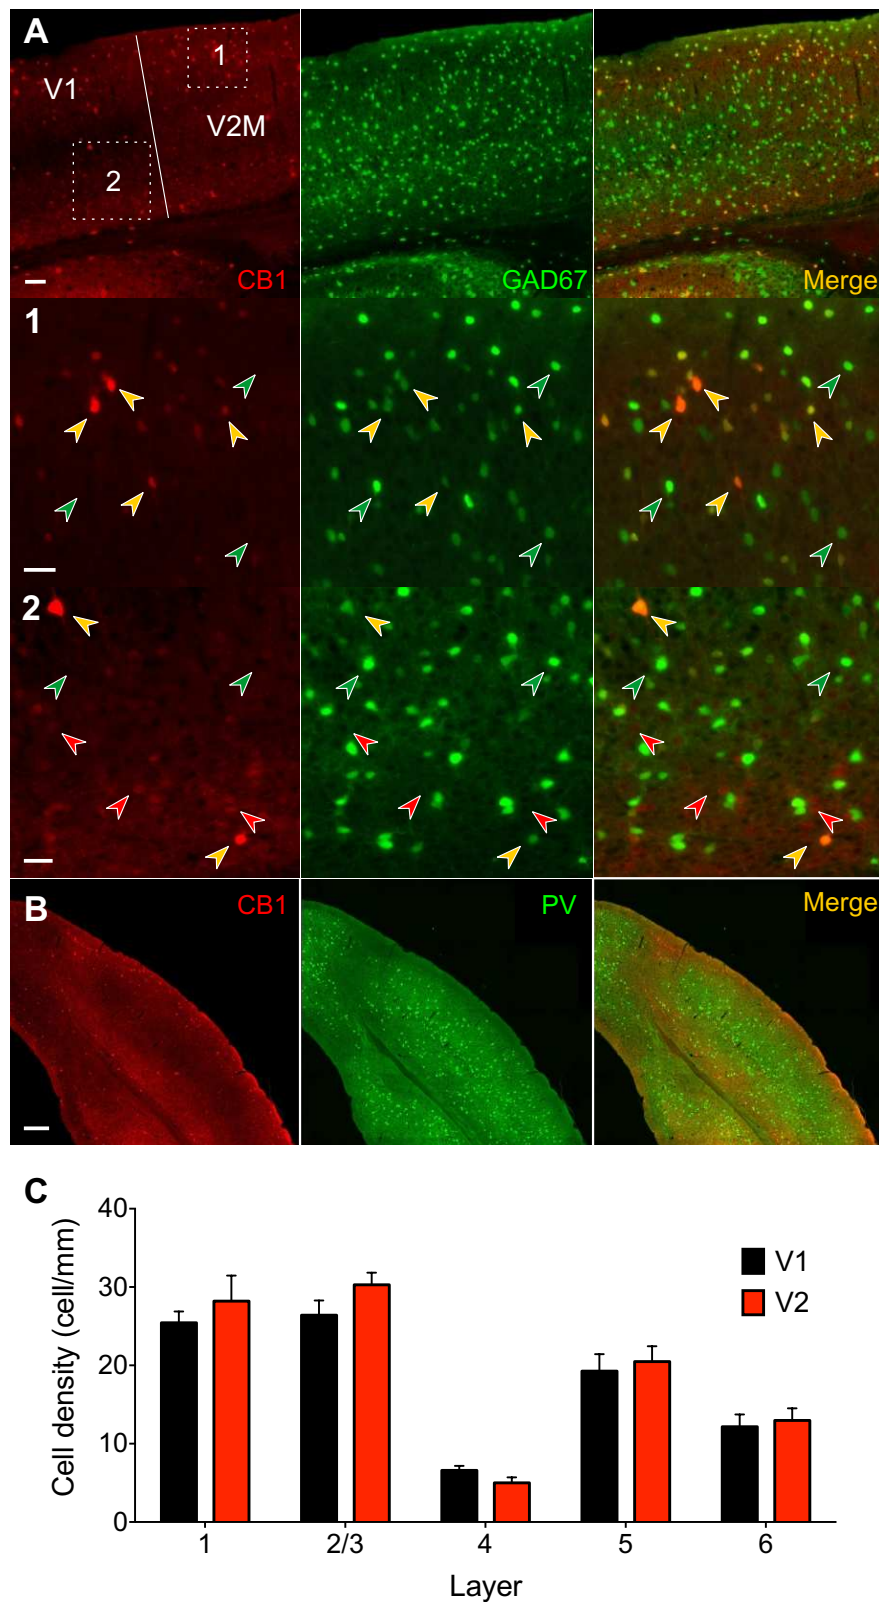 A
V1
1
V2M
2
CB1
GAD67
Merge
1
2
B
CB1
PV
Merge
C
Cell density (cell/mm)
40
30
20
10
0
V1
V2
1 2/3 4 5 6
Layer